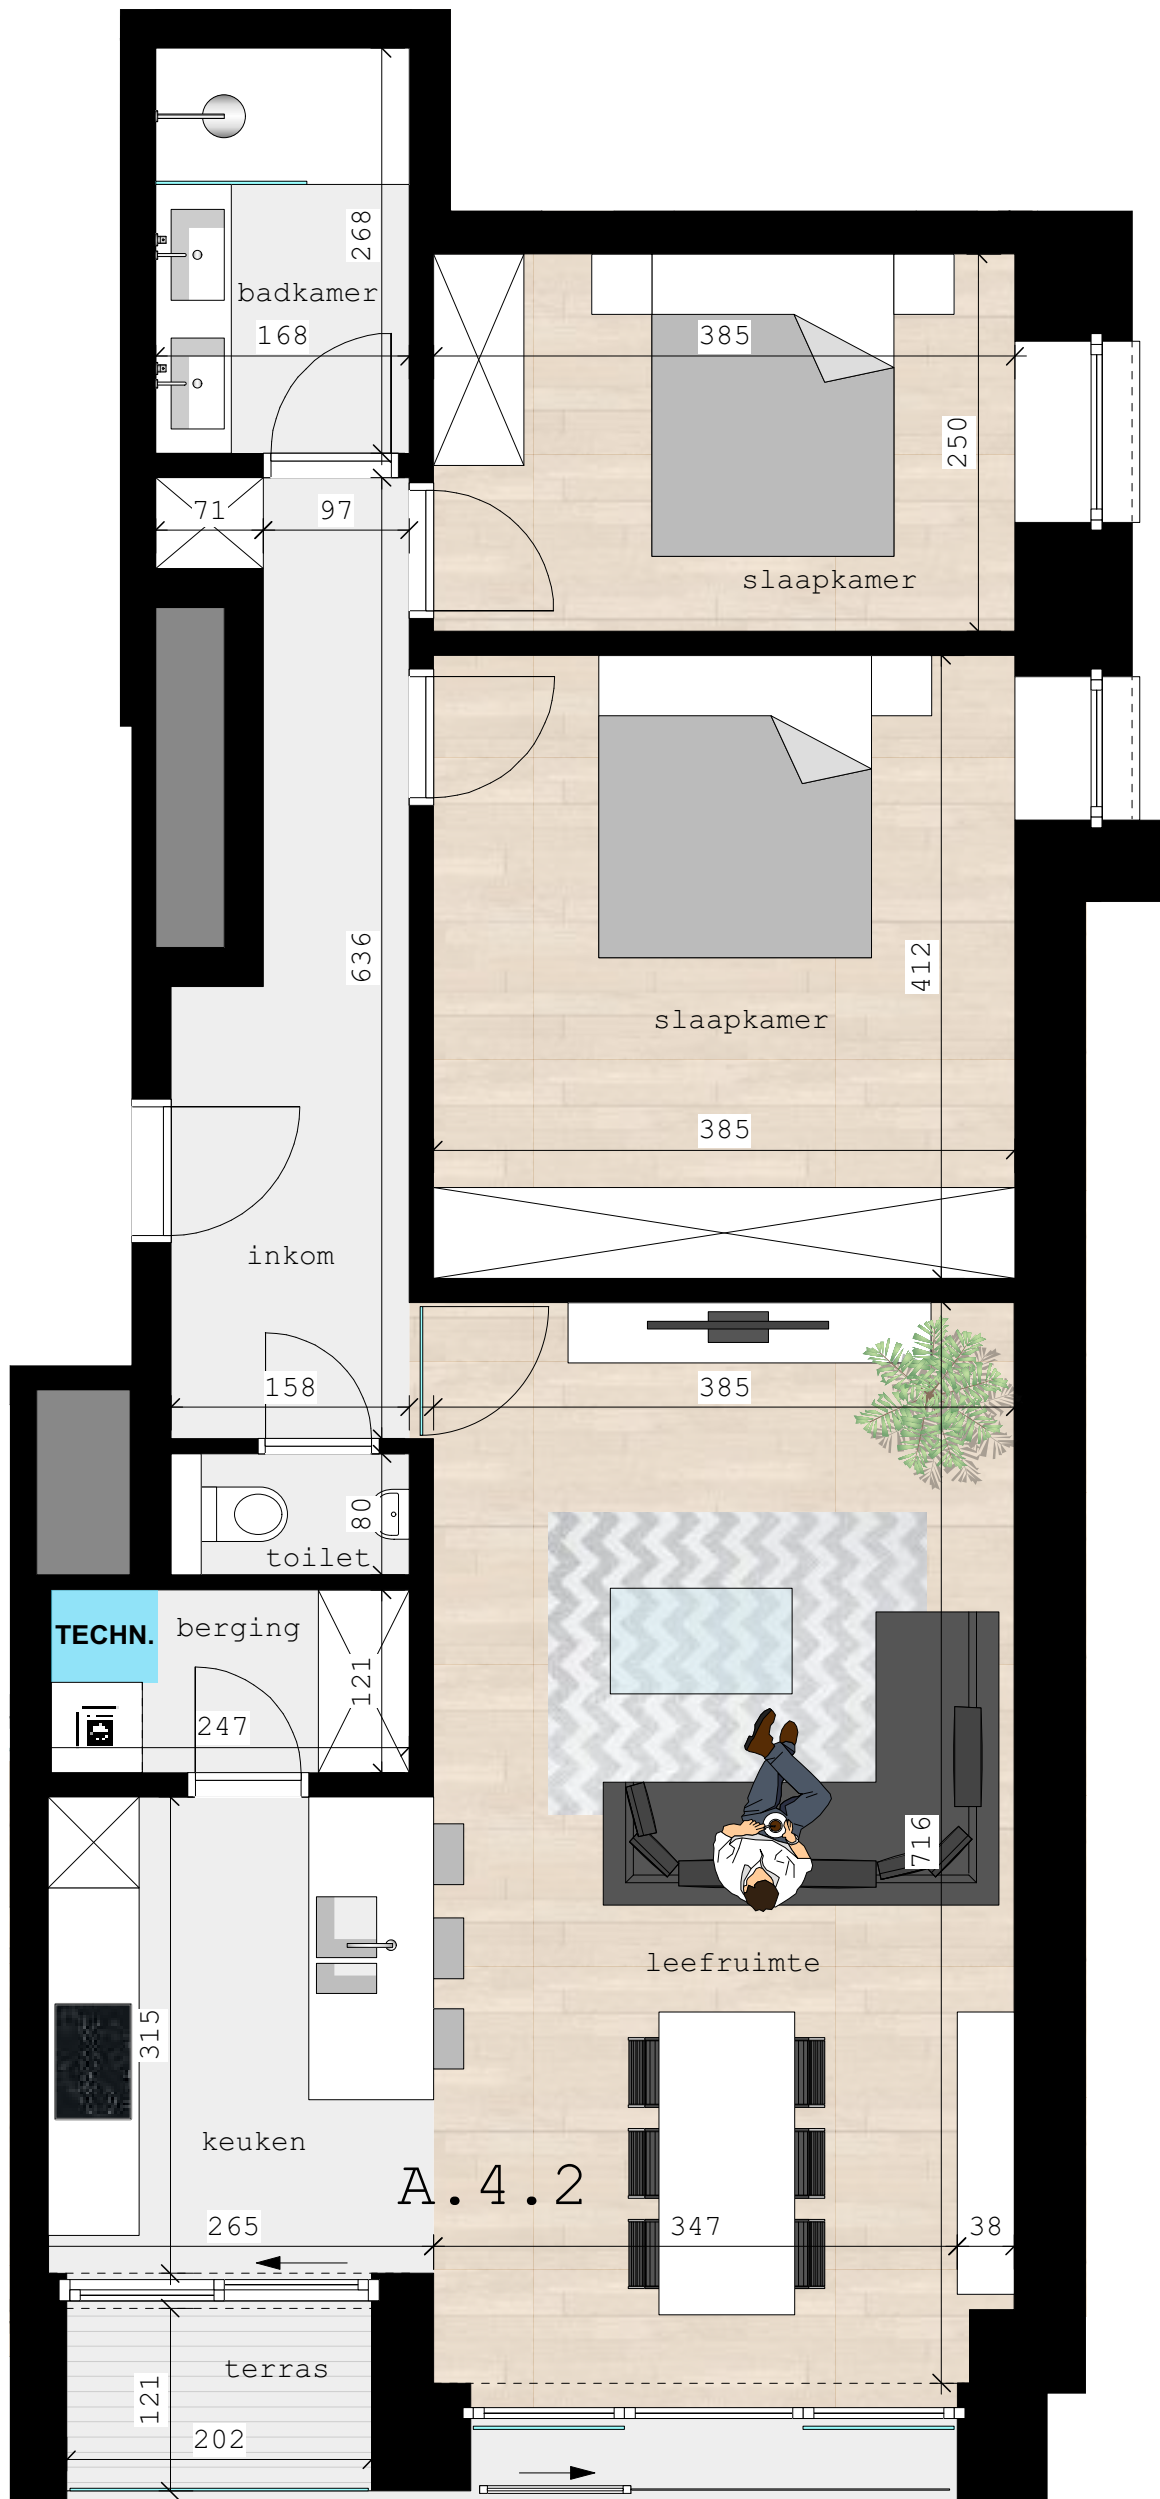 268
badkamer
168
385
250
71
97
slaapkamer
636
412
slaapkamer
385
inkom
158
385
80
toilet
TECHN.
berging
121
247
716
leefruimte
315
keuken
A.4.2
265
347
38
terras
121
202